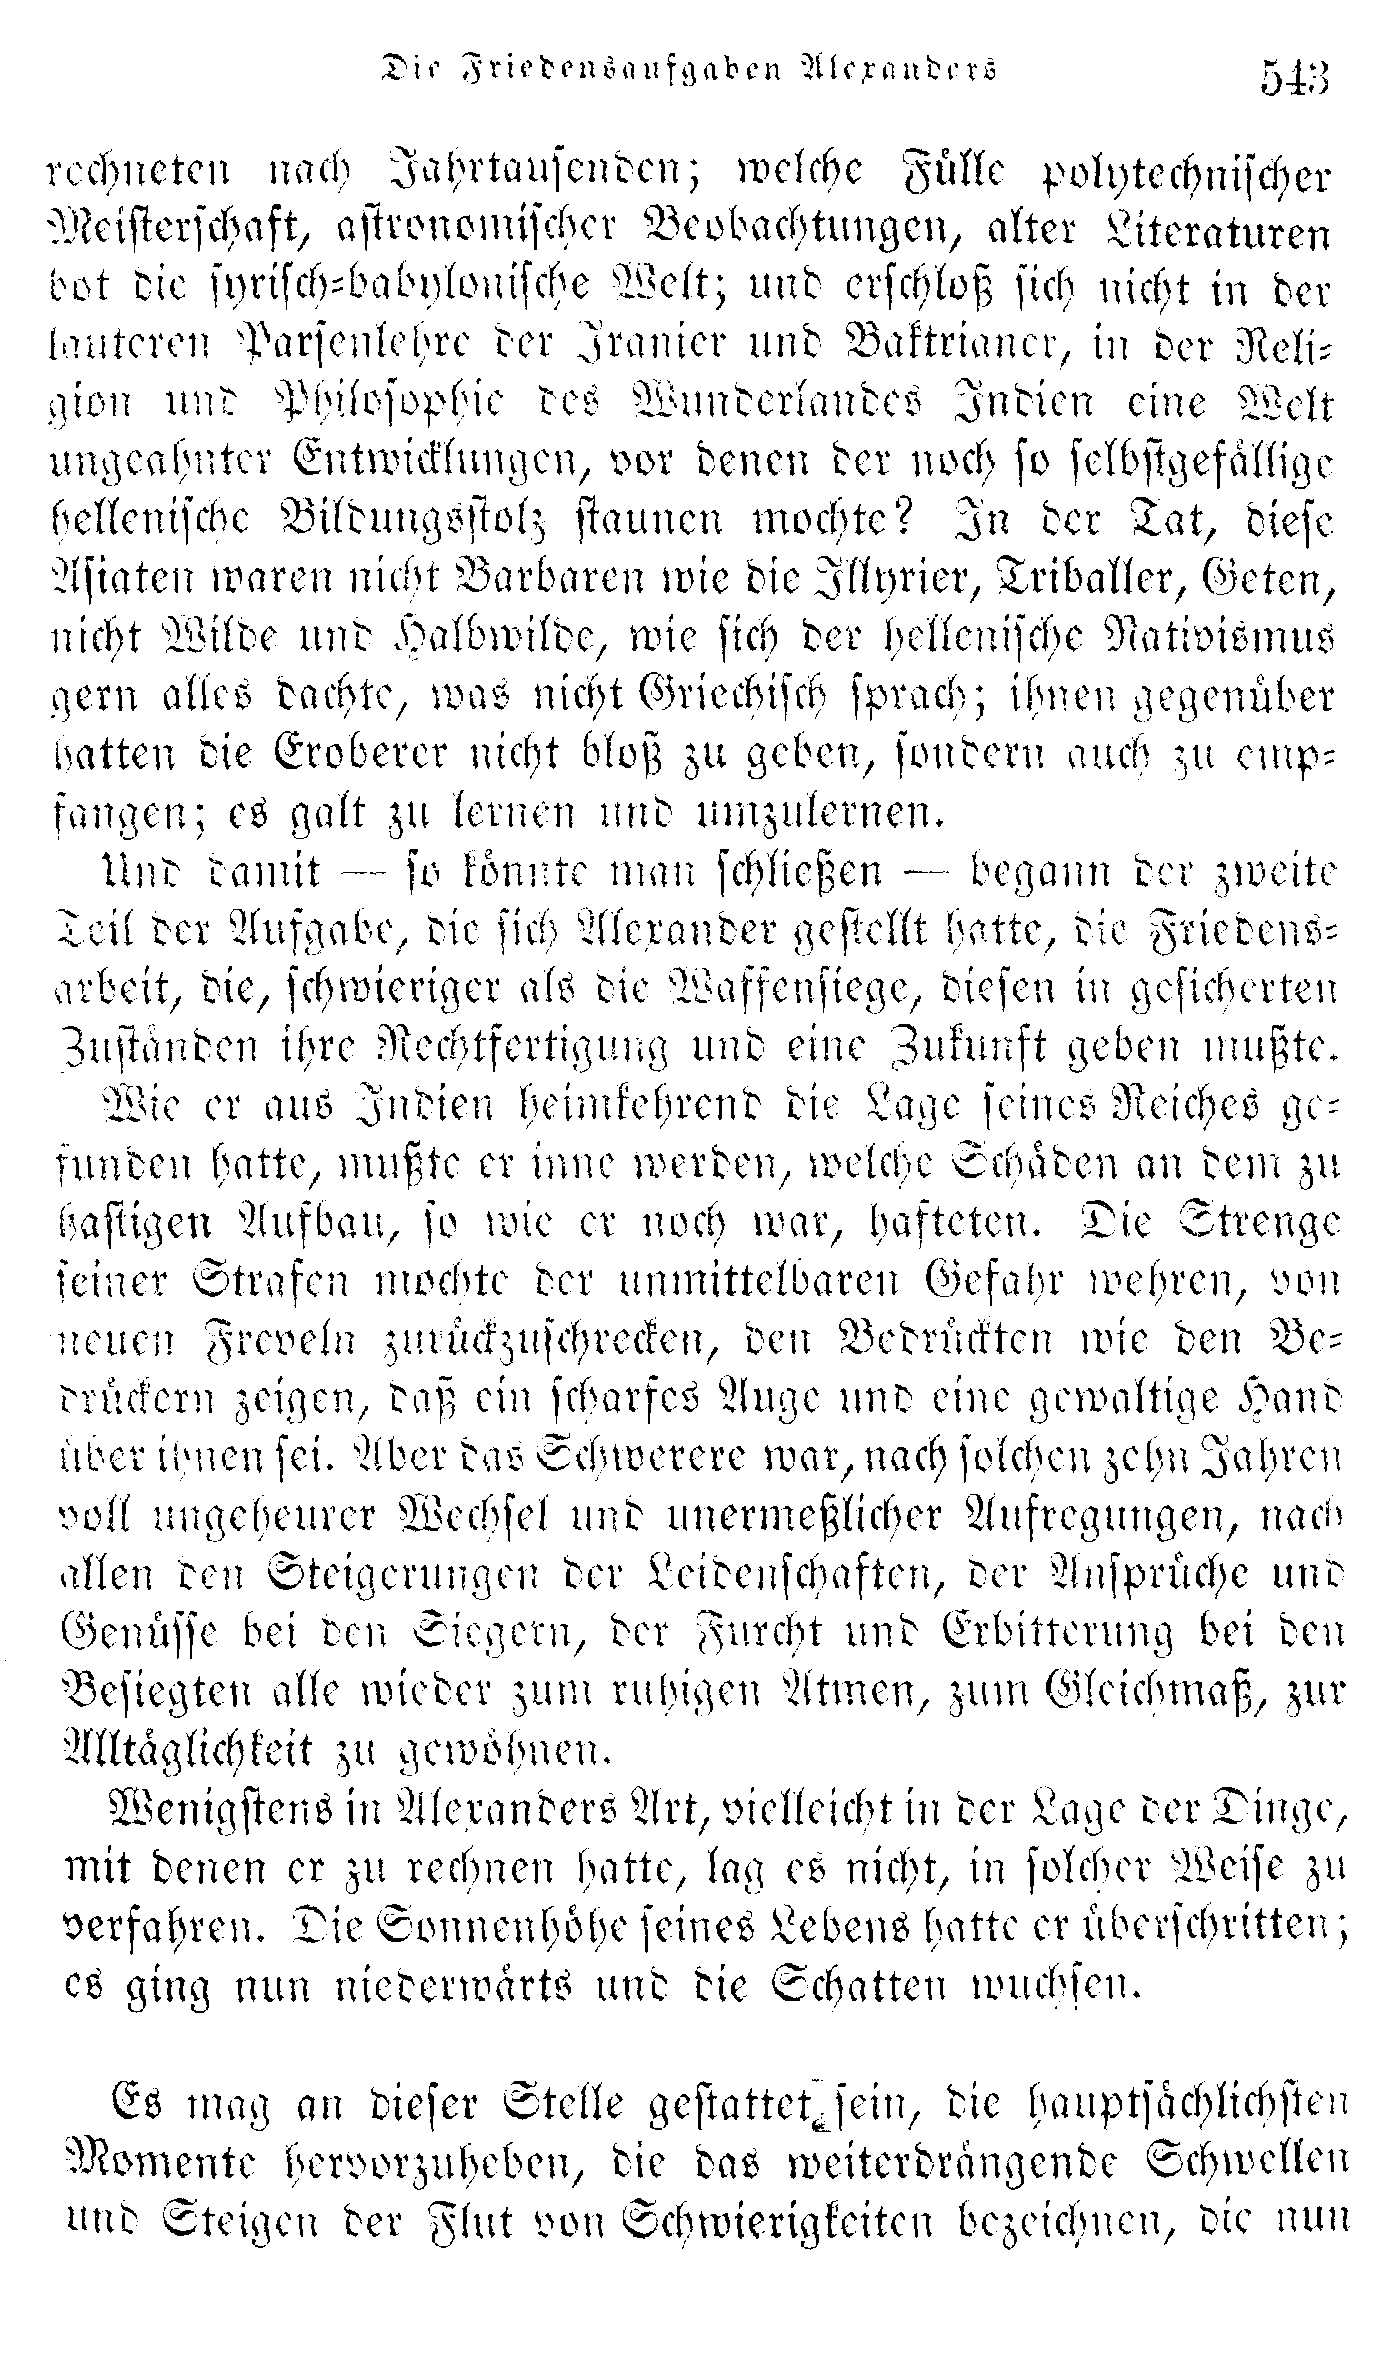 Die Friedensaufgaben Alexanders 543
rechneten nach Jahrtausenden; welche Fülle polytechnischer
Meisterschaft, astronomischer Beobachtungen, alter Literaturen
bot die syrisch-babylonische Welt; und erschloß sich nicht in der
lauteren Parsenlehre der Iranier und Baktrianer, in der Reli-
gion und Philosophie des Wunderlandes Indien eine Welt
ungeahnter Entwicklungen, vor denen der noch so selbstgefällige
hellenische Bildungsstolz staunen mochte? In der Tat, diese
Asiaten waren nicht Barbaren wie die Illyrier, Triballer, Geten,
nicht Wilde und Halbwilde, wie sich der hellenische Nativismus
gern alles dachte, was nicht Griechisch sprach; ihnen gegenüber
hatten die Eroberer nicht bloß zu geben, sondern auch zu emp-
fangen; es galt zu lernen und umzulernen.
Und damit — so könnte man schließen — begann der zweite
Teil der Aufgabe, die sich Alexander gestellt hatte, die Friedens-
arbeit, die, schwieriger als die Waffensiege, diesen in gesicherten
Zuständen ihre Rechtfertigung und eine Zukunft geben mußte.
Wie er aus Indien heimkehrend die Lage seines Reiches ge-
funden hatte, mußte er inne werden, welche Schäden an dem zu
hastigen Aufbau, so wie er noch war, hafteten. Die Strenge
seiner Strafen mochte der unmittelbaren Gefahr wehren, von
neuen Freveln zurückzuschrecken, den Bedrückten wie den Be-
drückern zeigen, daß ein scharfes Auge und eine gewaltige Hand
über ihnen sei. Aber das Schwerere war, nach solchen zehn Jahren
voll ungeheurer Wechsel und unermeßlicher Aufregungen, nach
allen den Steigerungen der Leidenschaften, der Ansprüche und
Genüsse bei den Siegern, der Furcht und Erbitterung bei den
Besiegten alle wieder zum ruhigen Atmen, zum Gleichmaß, zur
Alltäglichkeit zu gewöhnen.
Wenigstens in Alexanders Art, vielleicht in der Lage der Dinge,
mit denen er zu rechnen hatte, lag es nicht, in solcher Weise zu
verfahren. Die Sonnenhöhe seines Lebens hatte er überschritten;
es ging nun niederwärts und die Schatten wuchsen.
Es mag an dieser Stelle gestattet sein, die hauptsächlichsten
Momente hervorzuheben, die das weiterdrängende Schwellen
und Steigen der Flut von Schwierigkeiten bezeichnen, die nun